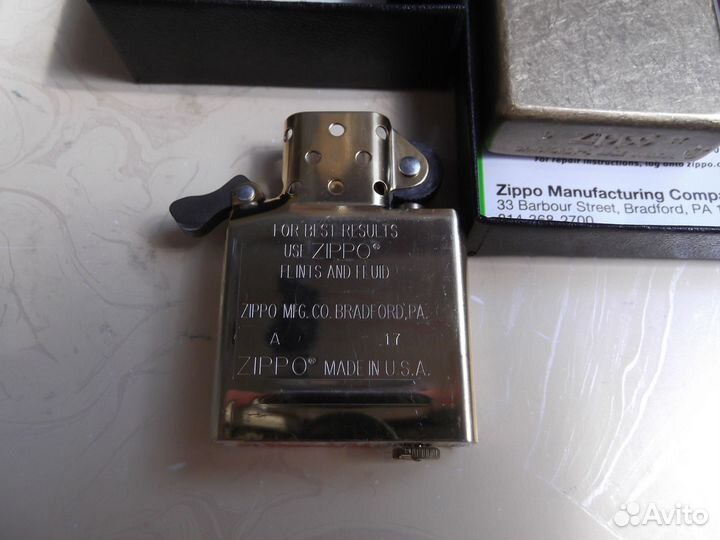 FOR BEST RESULTS
USE ZIPPO®
FLINTS AND FLUID
ZIPPO MFG. CO. BRADFORD, PA.
A 17
ZIPPO® MADE IN U.S.A.
Zippo
For repair instructions, log onto zippo.c
Zippo Manufacturing Compa
33 Barbour Street, Bradford, PA 1
814-368-2700
Avito